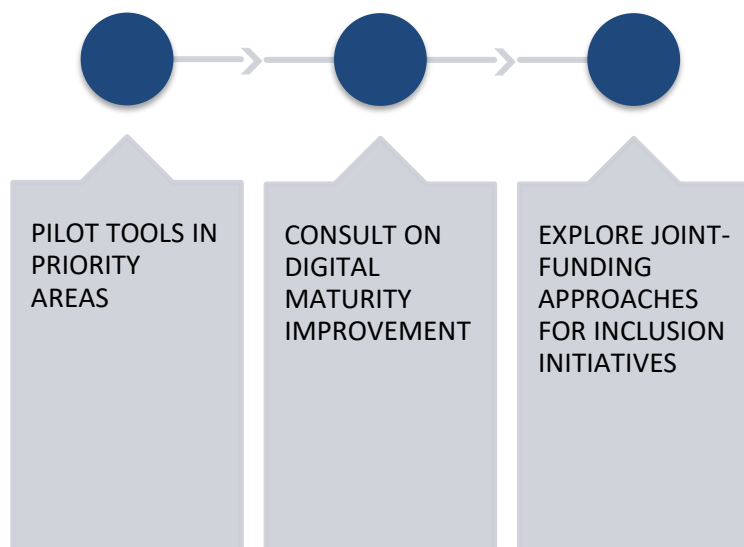 PILOT TOOLS IN
PRIORITY
AREAS
CONSULT ON
DIGITAL
MATURITY
IMPROVEMENT
EXPLORE JOINT-
FUNDING
APPROACHES
FOR INCLUSION
INITIATIVES